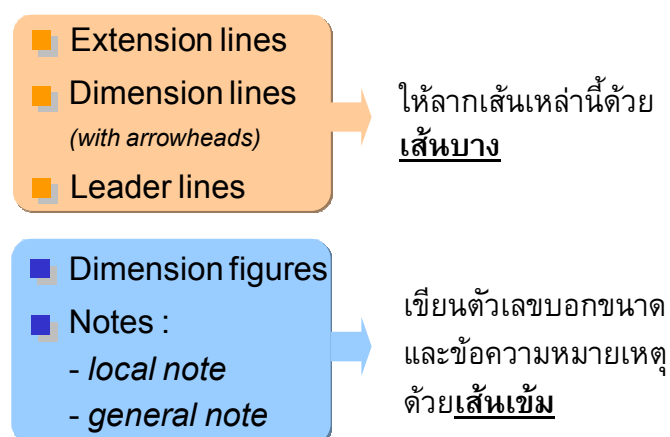 Extension lines
Dimension lines
(with arrowheads)
Leader lines
ให้ลากเส้นเหล่านี้ด้วย
เส้นบาง
Dimension figures
Notes :
- local note
- general note
เขียนตัวเลขบอกขนาด
และข้อความหมายเหตุ
ด้วยเส้นเข้ม